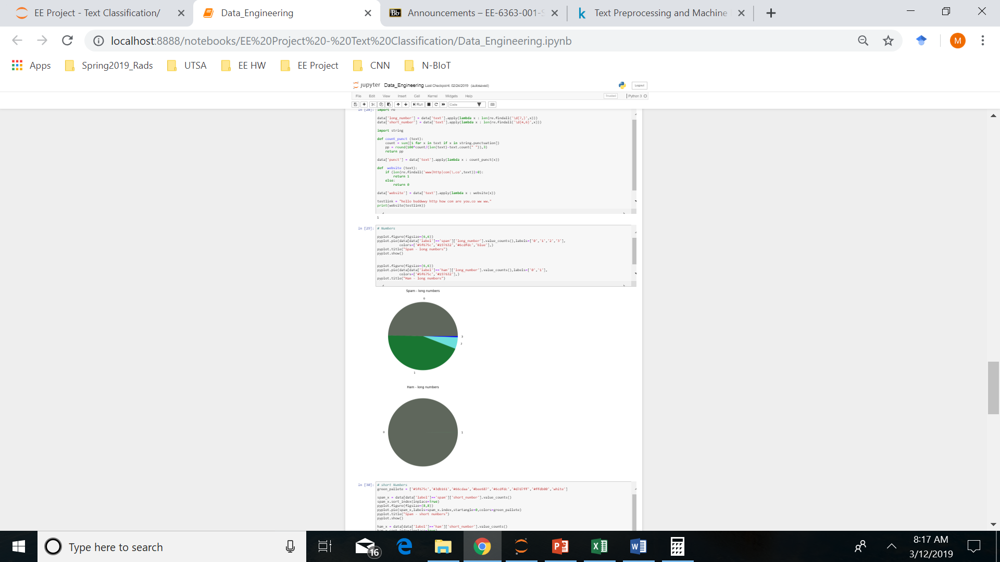 EE Project - Text Classification/
Data_Engineering
Bb Announcements – EE-6363-001-S
k Text Preprocessing and Machine
localhost:8888/notebooks/EE%20Project%20-%20Text%20Classification/Data_Engineering.ipynb
M
Apps
Spring2019_Rads
UTSA
EE HW
EE Project
CNN
N-BIoT
jupyter Data_Engineering Last Checkpoint: 02/24/2019 (autosaved)
Logout
File Edit View Insert Cell Kernel Widgets Help
Trusted
Python 3
Run
Code
In [28]: import re
data['long_number'] = data['text'].apply(lambda x : len(re.findall('\d{7,}',x)))
data['short_number'] = data['text'].apply(lambda x : len(re.findall('\d{4,6}',x)))
import string
def count_punct (text):
count = sum([1 for x in text if x in string.punctuation])
pp = round(100*count/(len(text)-text.count(" ")),3)
return pp
data['punct'] = data['text'].apply(lambda x : count_punct(x))
def website (text):
if (len(re.findall('www|http|com|\.co',text))>0):
return 1
else:
return 0
data['website'] = data['text'].apply(lambda x : website(x))
testlink = "hello buddwwy http how com are you.co ww ww."
print(website(testlink))
1
In [29]: # Numbers
pyplot.figure(figsize=(6,6))
pyplot.pie(data[data['label']=='spam']['long_number'].value_counts(),labels=['0','1','2','3'],
colors=['#5f675c','#197632','#6cdfdc','blue'],)
pyplot.title("Spam - long numbers")
pyplot.show()
pyplot.figure(figsize=(6,6))
pyplot.pie(data[data['label']=='ham']['long_number'].value_counts(),labels=['0','1'],
colors=['#5f675c','#197632'],)
pyplot.title("Ham - long numbers")
Spam - long numbers
0
3
2
1
Ham - long numbers
0
1
In [30]: # short Numbers
green_pallete = ['#5f675c','#3db161','#66cdaa','#bee687','#6cdfdc','#d7d7ff','#ffdb00','white']
spam_x = data[data['label']=='spam']['short_number'].value_counts()
spam_x.sort_index(inplace=True)
pyplot.figure(figsize=(8,8))
pyplot.pie(spam_x,labels=spam_x.index,startangle=0,colors=green_pallete)
pyplot.title("Spam - short numbers")
pyplot.show()
ham_x = data[data['label']=='ham']['short_number'].value_counts()
ham_x.sort_index(inplace=True)
Type here to search
16
8:17 AM
3/12/2019